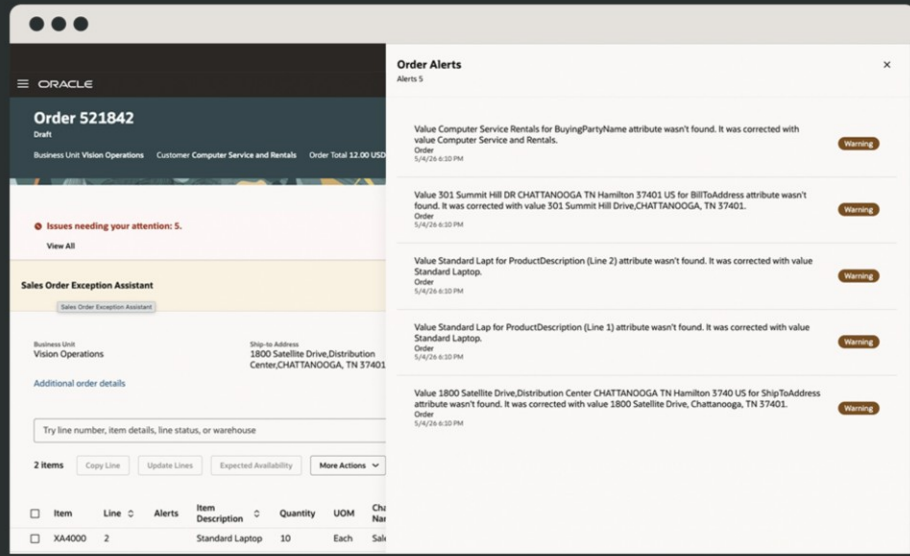 ORACLE
Order 521842
Draft
Business Unit Vision Operations Customer Computer Service and Rentals Order Total 12.00 USD
Issues needing your attention: 5.
View All
Sales Order Exception Assistant
Sales Order Exception Assistant
Business Unit
Vision Operations
Ship-to Address
1800 Satellite Drive,Distribution
Center,CHATTANOOGA, TN 37401
Additional order details
Try line number, item details, line status, or warehouse
2 items Copy Line Update Lines Expected Availability More Actions
Item Line Alerts Item Description Quantity UOM
XA4000 2 Standard Laptop 10 Each
Order Alerts
Alerts 5
Value Computer Service Rentals for BuyingPartyName attribute wasn't found. It was corrected with
value Computer Service and Rentals.
Order
5/4/26 6:10 PM
Warning
Value 301 Summit Hill DR CHATTANOOGA TN Hamilton 37401 US for BillToAddress attribute wasn't
found. It was corrected with value 301 Summit Hill Drive,CHATTANOOGA, TN 37401.
Order
5/4/26 6:10 PM
Warning
Value Standard Lapt for ProductDescription (Line 2) attribute wasn't found. It was corrected with value
Standard Laptop.
Order
5/4/26 6:10 PM
Warning
Value Standard Lap for ProductDescription (Line 1) attribute wasn't found. It was corrected with value
Standard Laptop.
Order
5/4/26 6:10 PM
Warning
Value 1800 Satellite Drive,Distribution Center CHATTANOOGA TN Hamilton 3740 US for ShipToAddress
attribute wasn't found. It was corrected with value 1800 Satellite Drive, Chattanooga, TN 37401.
Order
5/4/26 6:10 PM
Warning